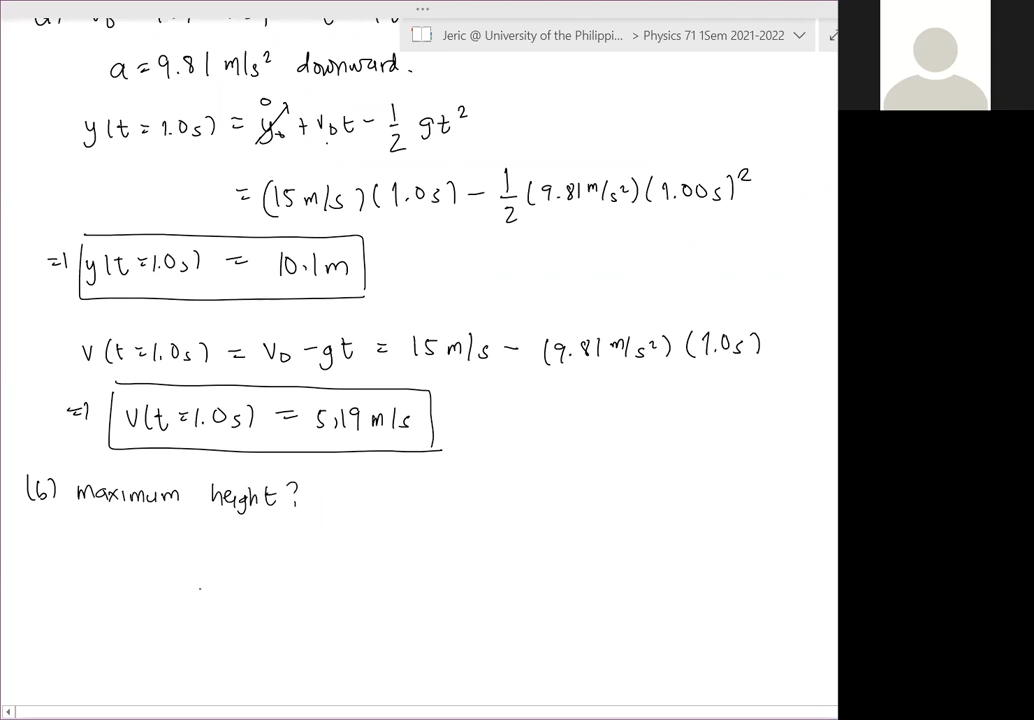 Jeric @ University of the Philippi... > Physics 71 1Sem 2021-2022
a = 9.81 m/s² downward.
y(t = 1.0s) = y₀ 0 + v₀t - 1/2 gt²
= (15 m/s)(1.0s) - 1/2 (9.81 m/s²)(1.00s)²
=> y(t = 1.0s) = 10.1m
v(t = 1.0s) = v₀ - gt = 15 m/s - (9.81 m/s²)(1.0s)
=> v(t = 1.0s) = 5.19 m/s
(b) maximum height?